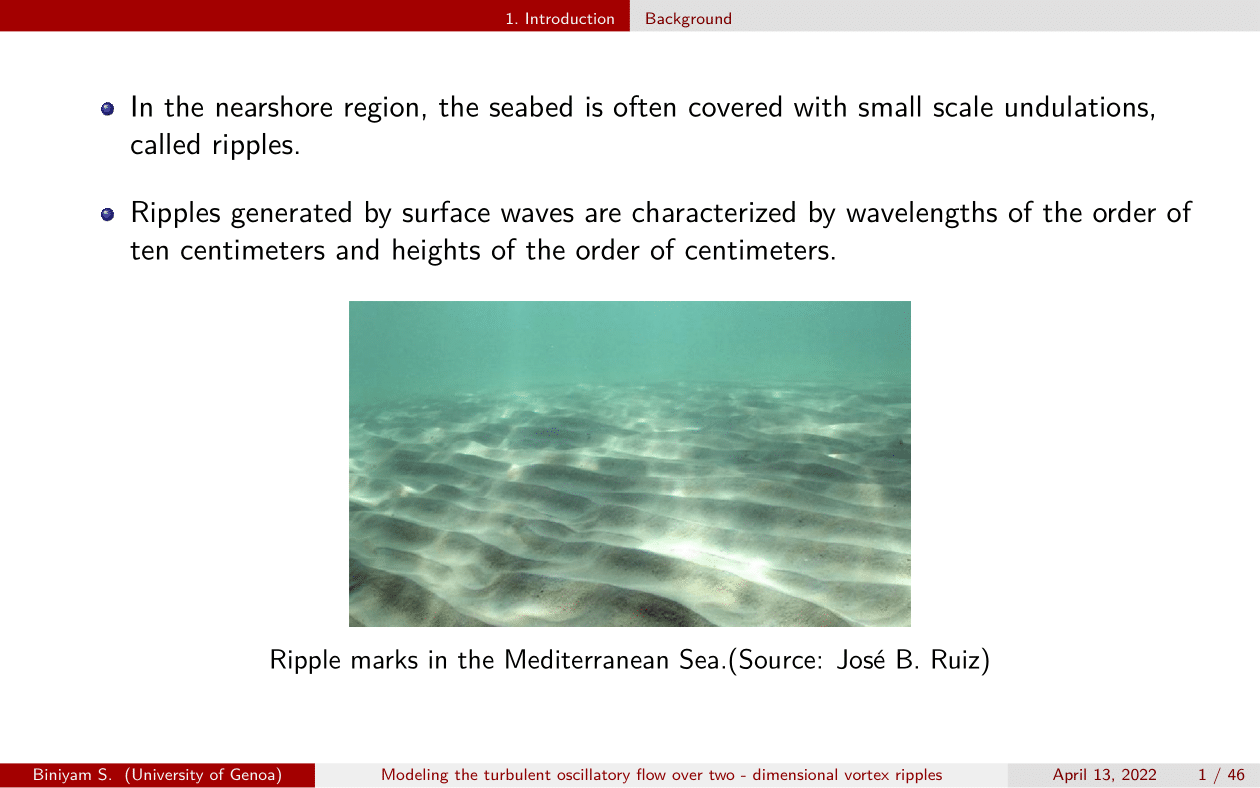 1. Introduction Background
In the nearshore region, the seabed is often covered with small scale undulations,
called ripples.
Ripples generated by surface waves are characterized by wavelengths of the order of
ten centimeters and heights of the order of centimeters.
Ripple marks in the Mediterranean Sea.(Source: José B. Ruiz)
Biniyam S. (University of Genoa) Modeling the turbulent oscillatory flow over two - dimensional vortex ripples April 13, 2022 1 / 46